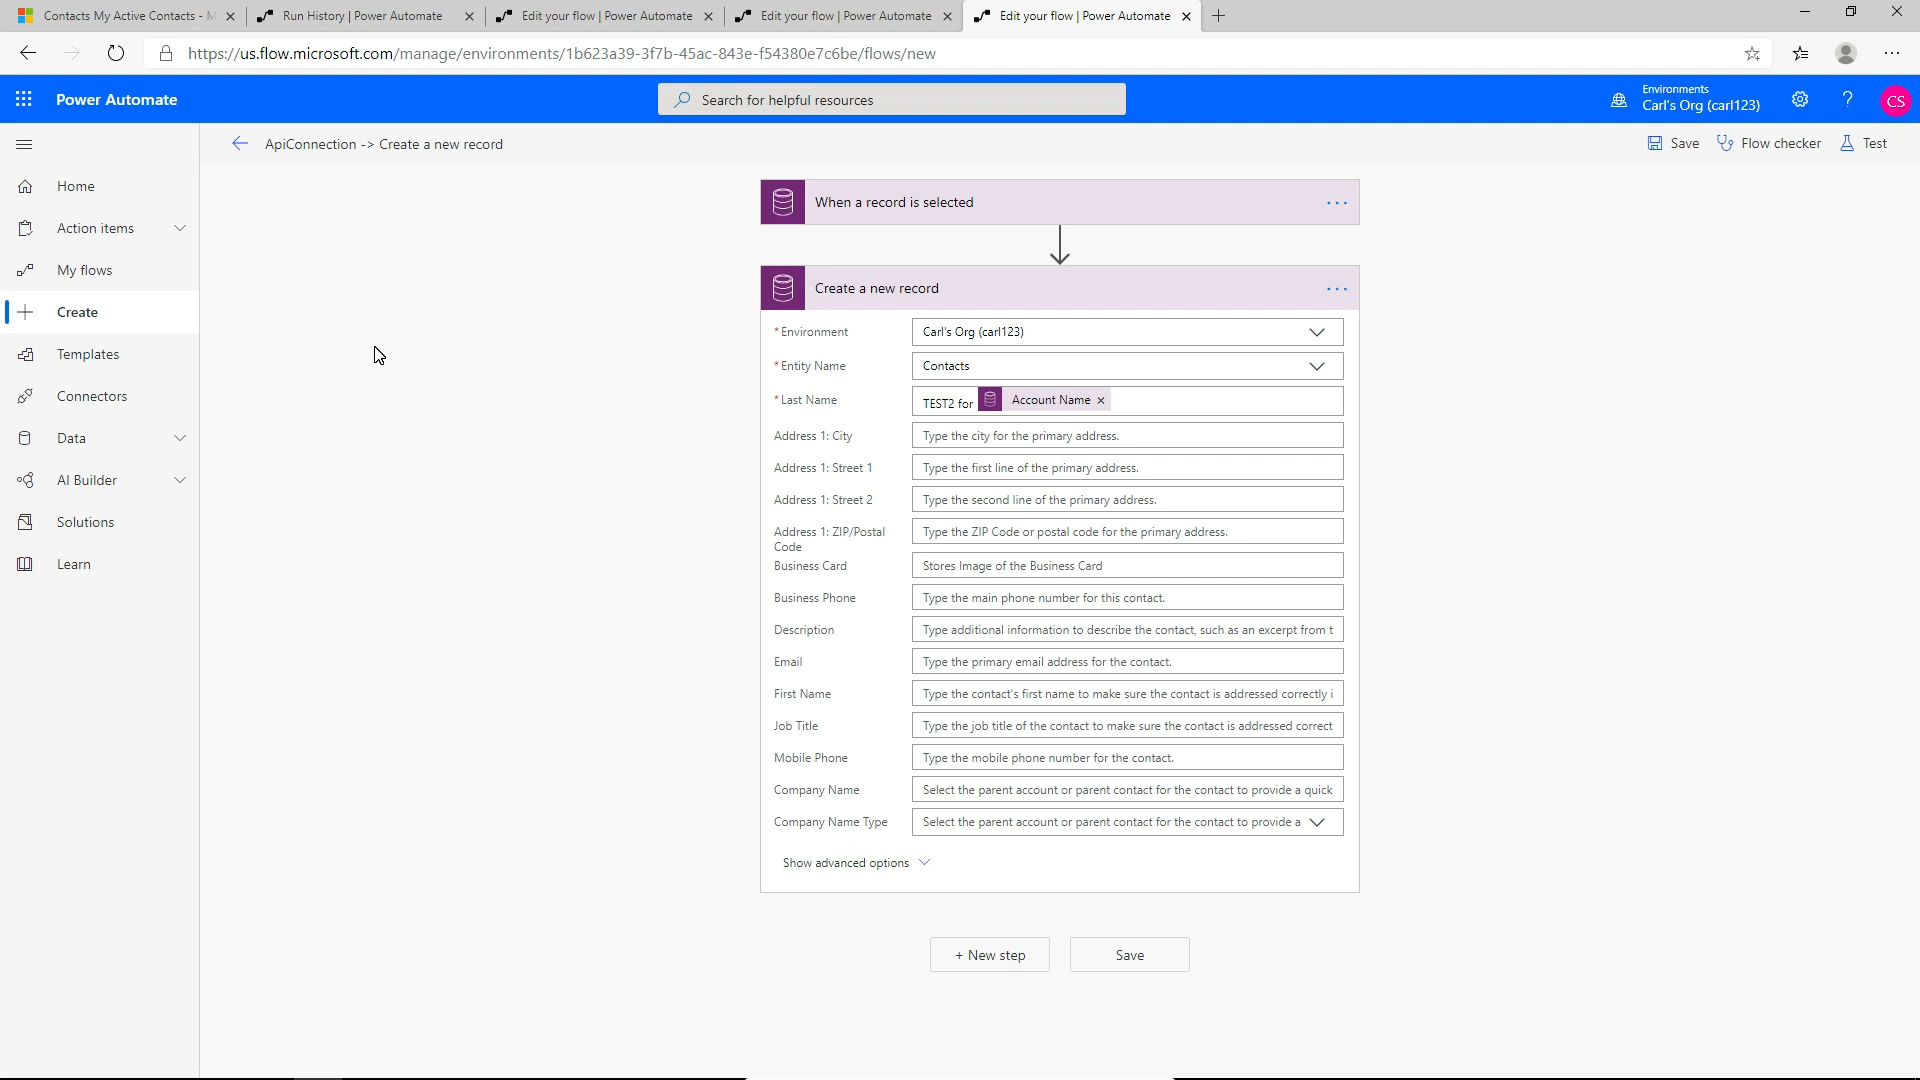 Contacts My Active Contacts - M
Run History | Power Automate
Edit your flow | Power Automate
Edit your flow | Power Automate
Edit your flow | Power Automate
https://us.flow.microsoft.com/manage/environments/1b623a39-3f7b-45ac-843e-f54380e7c6be/flows/new
Power Automate
Search for helpful resources
Environments
Carl's Org (carl123)
?
CS
ApiConnection -> Create a new record
Save
Flow checker
Test
Home
Action items
My flows
Create
Templates
Connectors
Data
AI Builder
Solutions
Learn
When a record is selected
Create a new record
* Environment
Carl's Org (carl123)
* Entity Name
Contacts
* Last Name
TEST2 for Account Name ×
Address 1: City
Type the city for the primary address.
Address 1: Street 1
Type the first line of the primary address.
Address 1: Street 2
Type the second line of the primary address.
Address 1: ZIP/Postal
Code
Type the ZIP Code or postal code for the primary address.
Business Card
Stores Image of the Business Card
Business Phone
Type the main phone number for this contact.
Description
Type additional information to describe the contact, such as an excerpt from t
Email
Type the primary email address for the contact.
First Name
Type the contact's first name to make sure the contact is addressed correctly i
Job Title
Type the job title of the contact to make sure the contact is addressed correct
Mobile Phone
Type the mobile phone number for the contact.
Company Name
Select the parent account or parent contact for the contact to provide a quick
Company Name Type
Select the parent account or parent contact for the contact to provide a
Show advanced options
+ New step
Save